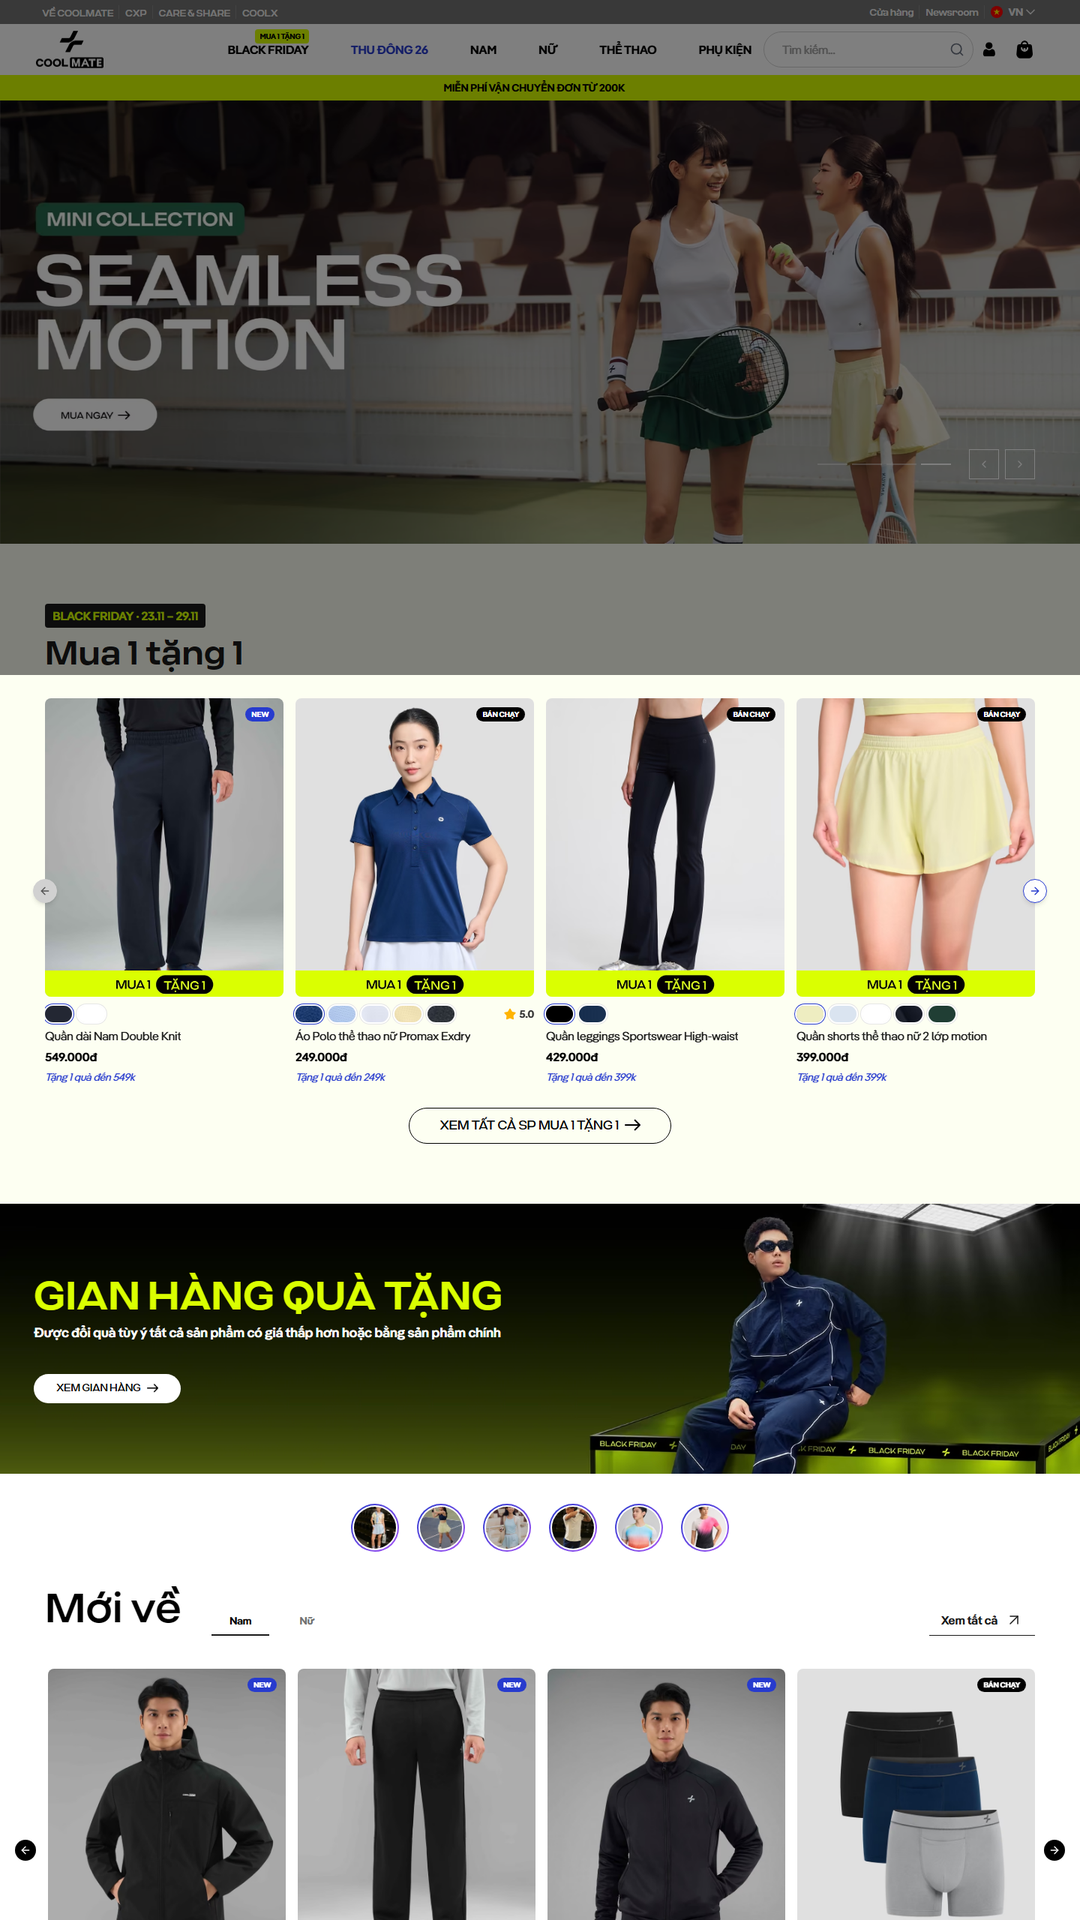 VỀ COOLMATE CXP CARE & SHARE COOLX
Cửa hàng Newsroom VN
COOLMATE
MUA 1 TẶNG 1
BLACK FRIDAY THU ĐÔNG 26 NAM NỮ THỂ THAO PHỤ KIỆN
Tìm kiếm...
MIỄN PHÍ VẬN CHUYỂN ĐƠN TỪ 200K
MINI COLLECTION
SEAMLESS
MOTION
MUA NGAY
BLACK FRIDAY · 23.11 – 29.11
Mua 1 tặng 1
NEW
BÁN CHẠY
BÁN CHẠY
BÁN CHẠY
MUA 1 TẶNG 1
MUA 1 TẶNG 1
MUA 1 TẶNG 1
MUA 1 TẶNG 1
5.0
Quần dài Nam Double Knit
549.000đ
Tặng 1 quà đến 549k
Áo Polo thể thao nữ Promax Exdry
249.000đ
Tặng 1 quà đến 249k
Quần leggings Sportswear High-waist
429.000đ
Tặng 1 quà đến 399k
Quần shorts thể thao nữ 2 lớp motion
399.000đ
Tặng 1 quà đến 399k
XEM TẤT CẢ SP MUA 1 TẶNG 1
GIAN HÀNG QUÀ TẶNG
Được đổi quà tùy ý tất cả sản phẩm có giá thấp hơn hoặc bằng sản phẩm chính
XEM GIAN HÀNG
BLACK FRIDAY DAY FRIDAY BLACK FRIDAY BLACK FRIDAY
Mới về
Nam Nữ
Xem tất cả
NEW
NEW
NEW
BÁN CHẠY